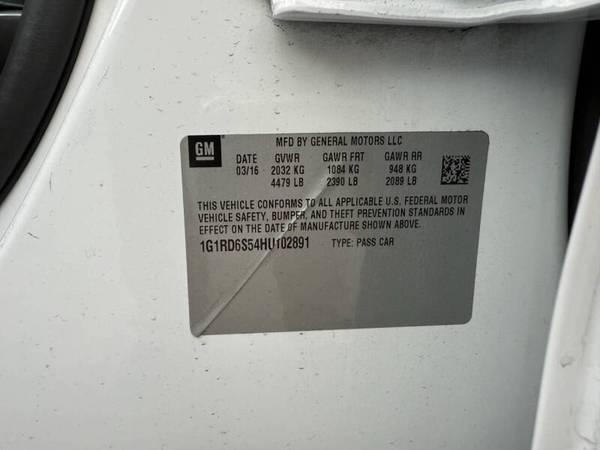 GM
MFD BY GENERAL MOTORS LLC
DATE GVWR GAWR FRT GAWR RR
03/16 2032 KG 1084 KG 948 KG
4479 LB 2390 LB 2089 LB
THIS VEHICLE CONFORMS TO ALL APPLICABLE U.S. FEDERAL MOTOR
VEHICLE SAFETY, BUMPER, AND THEFT PREVENTION STANDARDS IN
EFFECT ON THE DATE OF MANUFACTURE SHOWN ABOVE.
1G1RD6S54HU102891 TYPE: PASS CAR